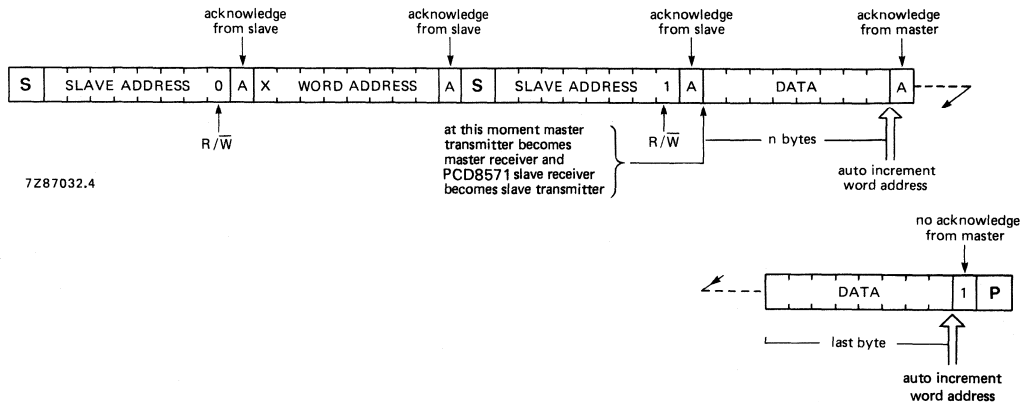 acknowledge
from slave
acknowledge
from slave
acknowledge
from slave
acknowledge
from master
S SLAVE ADDRESS 0 A X WORD ADDRESS A S SLAVE ADDRESS 1 A DATA A
R/W̅
at this moment master
transmitter becomes
master receiver and
PCD8571 slave receiver
becomes slave transmitter
R/W̅
n bytes
auto increment
word address
7Z87032.4
no acknowledge
from master
DATA 1 P
last byte
auto increment
word address